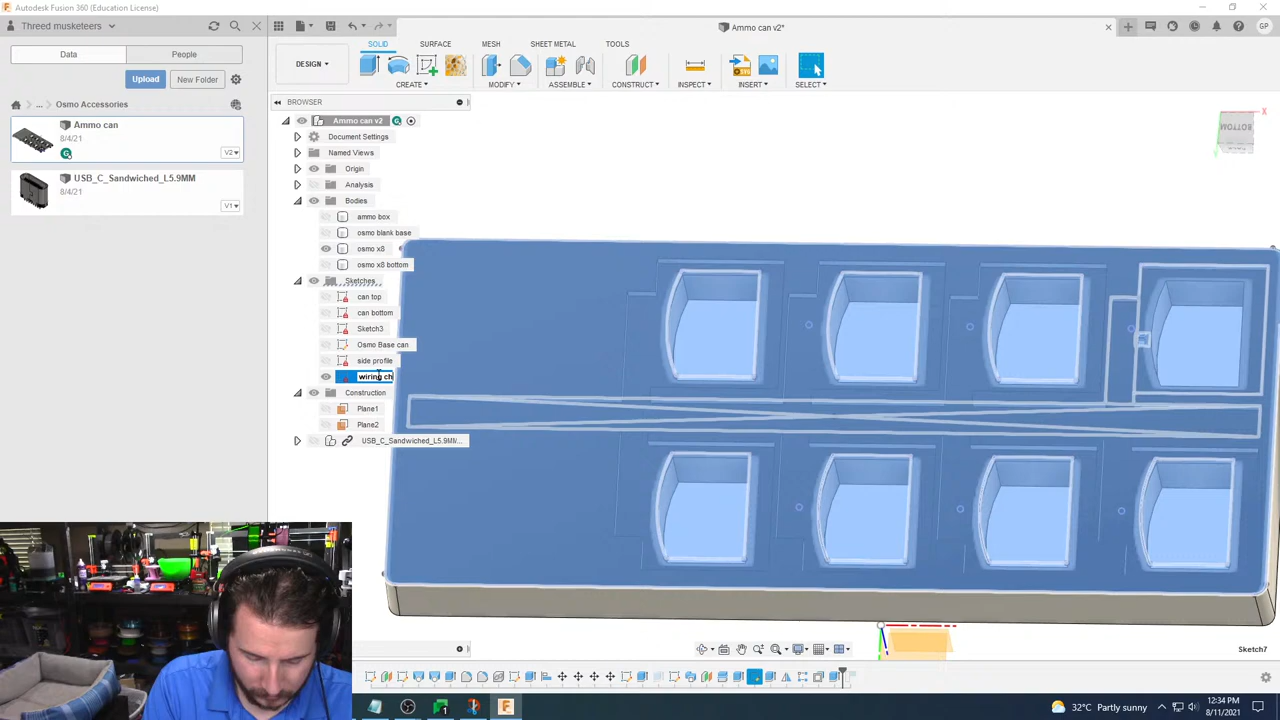 Autodesk Fusion 360 (Education License)
Threed musketeers
Ammo can v2*
GP
Data
People
Upload
New Folder
... Osmo Accessories
Ammo can
8/4/21
V2
USB_C_Sandwiched_L5.9MM
8/4/21
V1
DESIGN
SOLID
SURFACE
MESH
SHEET METAL
TOOLS
CREATE
MODIFY
ASSEMBLE
CONSTRUCT
INSPECT
INSERT
SELECT
BROWSER
Ammo can v2
Document Settings
Named Views
Origin
Analysis
Bodies
ammo box
osmo blank base
osmo x8
osmo x8 bottom
Sketches
can top
can bottom
Sketch3
Osmo Base can
side profile
wiring ch
Construction
Plane1
Plane2
USB_C_Sandwiched_L5.9MM...
X
BOTTOM
Sketch7
32°C Partly sunny
12:34 PM
8/11/2021